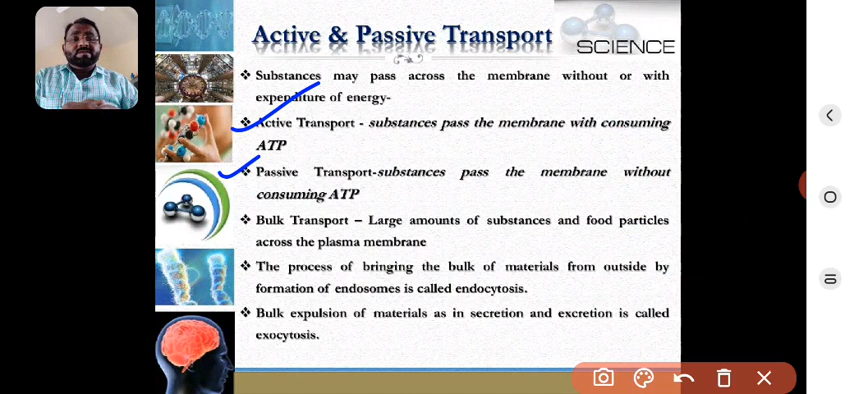 Active & Passive Transport
SCIENCE
❖ Substances may pass across the membrane without or with
expenditure of energy-
❖ Active Transport - substances pass the membrane with consuming
ATP
❖ Passive Transport-substances pass the membrane without
consuming ATP
❖ Bulk Transport – Large amounts of substances and food particles
across the plasma membrane
❖ The process of bringing the bulk of materials from outside by
formation of endosomes is called endocytosis.
❖ Bulk expulsion of materials as in secretion and excretion is called
exocytosis.